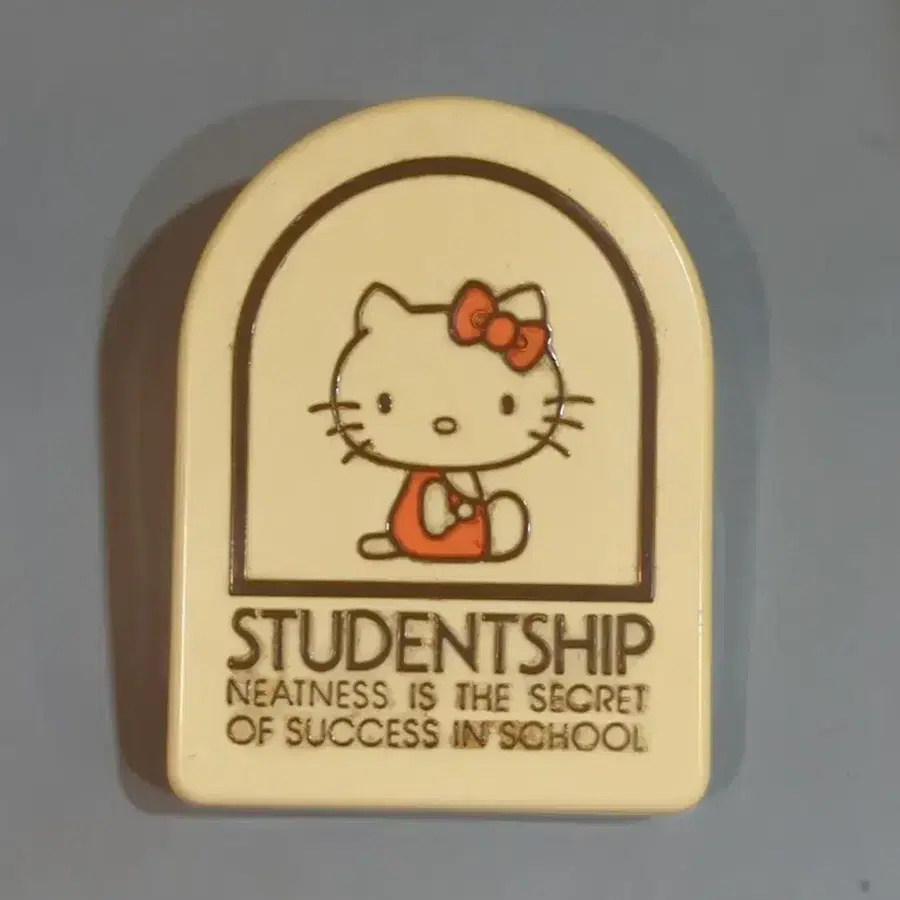 STUDENTSHIP
NEATNESS IS THE SECRET
OF SUCCESS IN SCHOOL